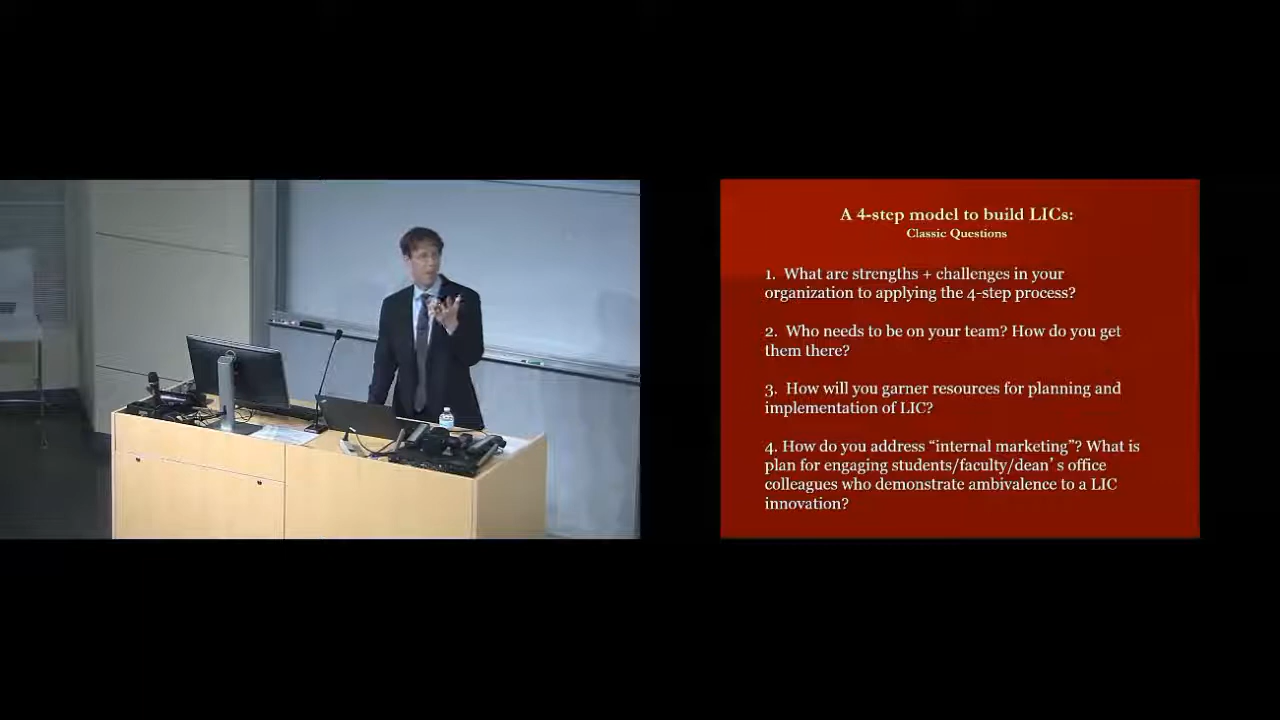 A 4-step model to build LICs:
Classic Questions
1. What are strengths + challenges in your
organization to applying the 4-step process?
2. Who needs to be on your team? How do you get
them there?
3. How will you garner resources for planning and
implementation of LIC?
4. How do you address “internal marketing”? What is
plan for engaging students/faculty/dean’s office
colleagues who demonstrate ambivalence to a LIC
innovation?